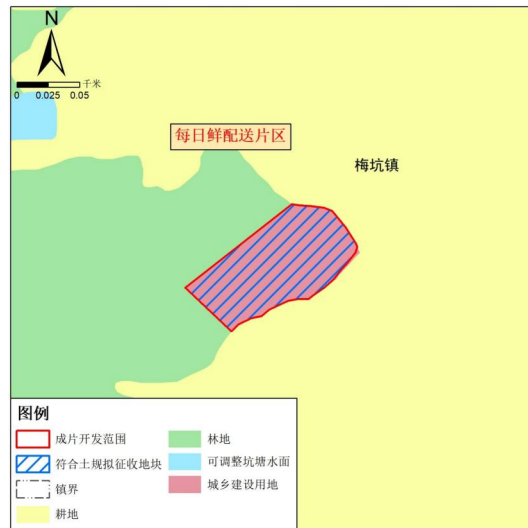 N
千米
0 0.025 0.05
每日鲜配送片区
梅坑镇
图例
成片开发范围
符合土规拟征收地块
镇界
耕地
林地
可调整坑塘水面
城乡建设用地